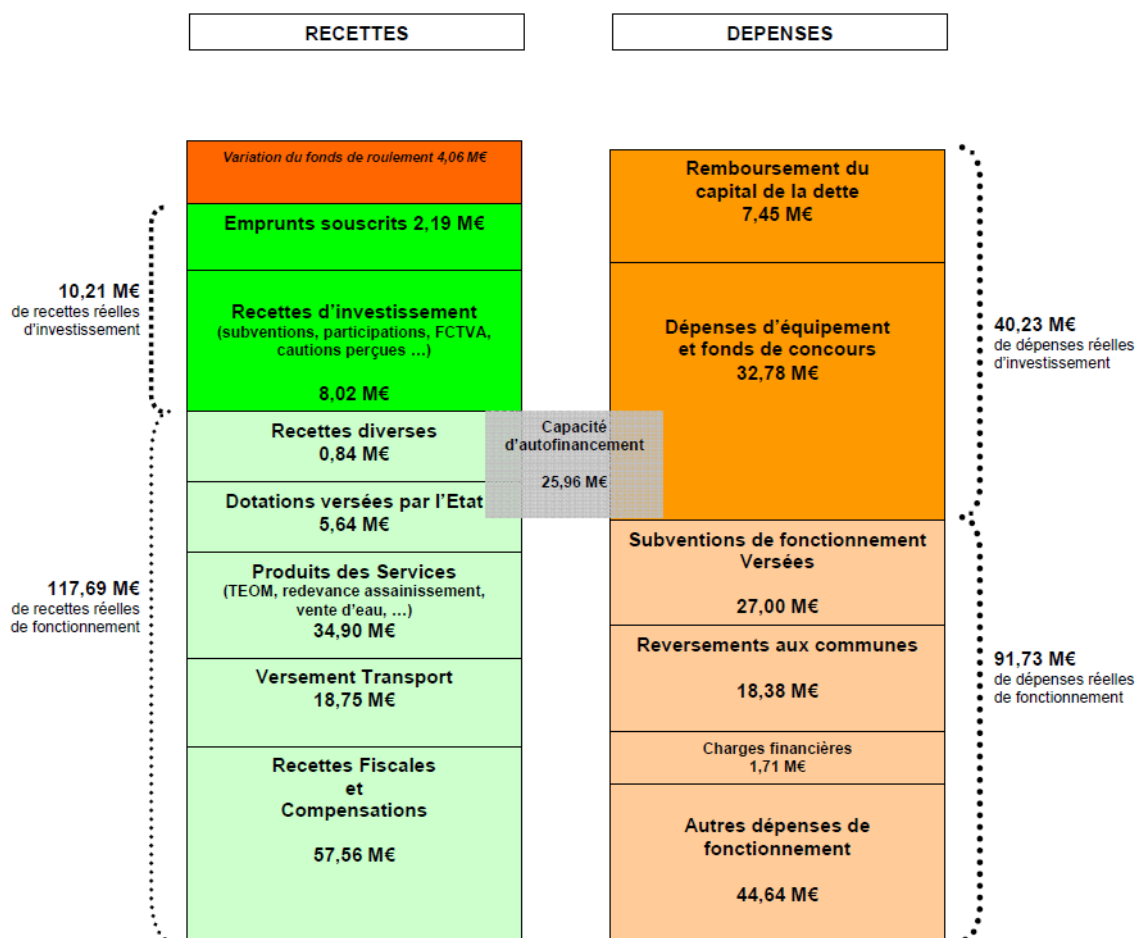 RECETTES
DEPENSES
Variation du fonds de roulement 4,06 M€
Emprunts souscrits 2,19 M€
10,21 M€
de recettes réelles
d’investissement
Recettes d’investissement
(subventions, participations, FCTVA,
cautions perçues …)
8,02 M€
Recettes diverses
0,84 M€
Dotations versées par l’Etat
5,64 M€
117,69 M€
de recettes réelles
de fonctionnement
Produits des Services
(TEOM, redevance assainissement,
vente d’eau, …)
34,90 M€
Versement Transport
18,75 M€
Recettes Fiscales
et
Compensations
57,56 M€
Capacité
d’autofinancement
25,96 M€
Remboursement du
capital de la dette
7,45 M€
Dépenses d’équipement
et fonds de concours
32,78 M€
40,23 M€
de dépenses réelles
d’investissement
Subventions de fonctionnement
Versées
27,00 M€
Reversements aux communes
18,38 M€
91,73 M€
de dépenses réelles
de fonctionnement
Charges financières
1,71 M€
Autres dépenses de
fonctionnement
44,64 M€